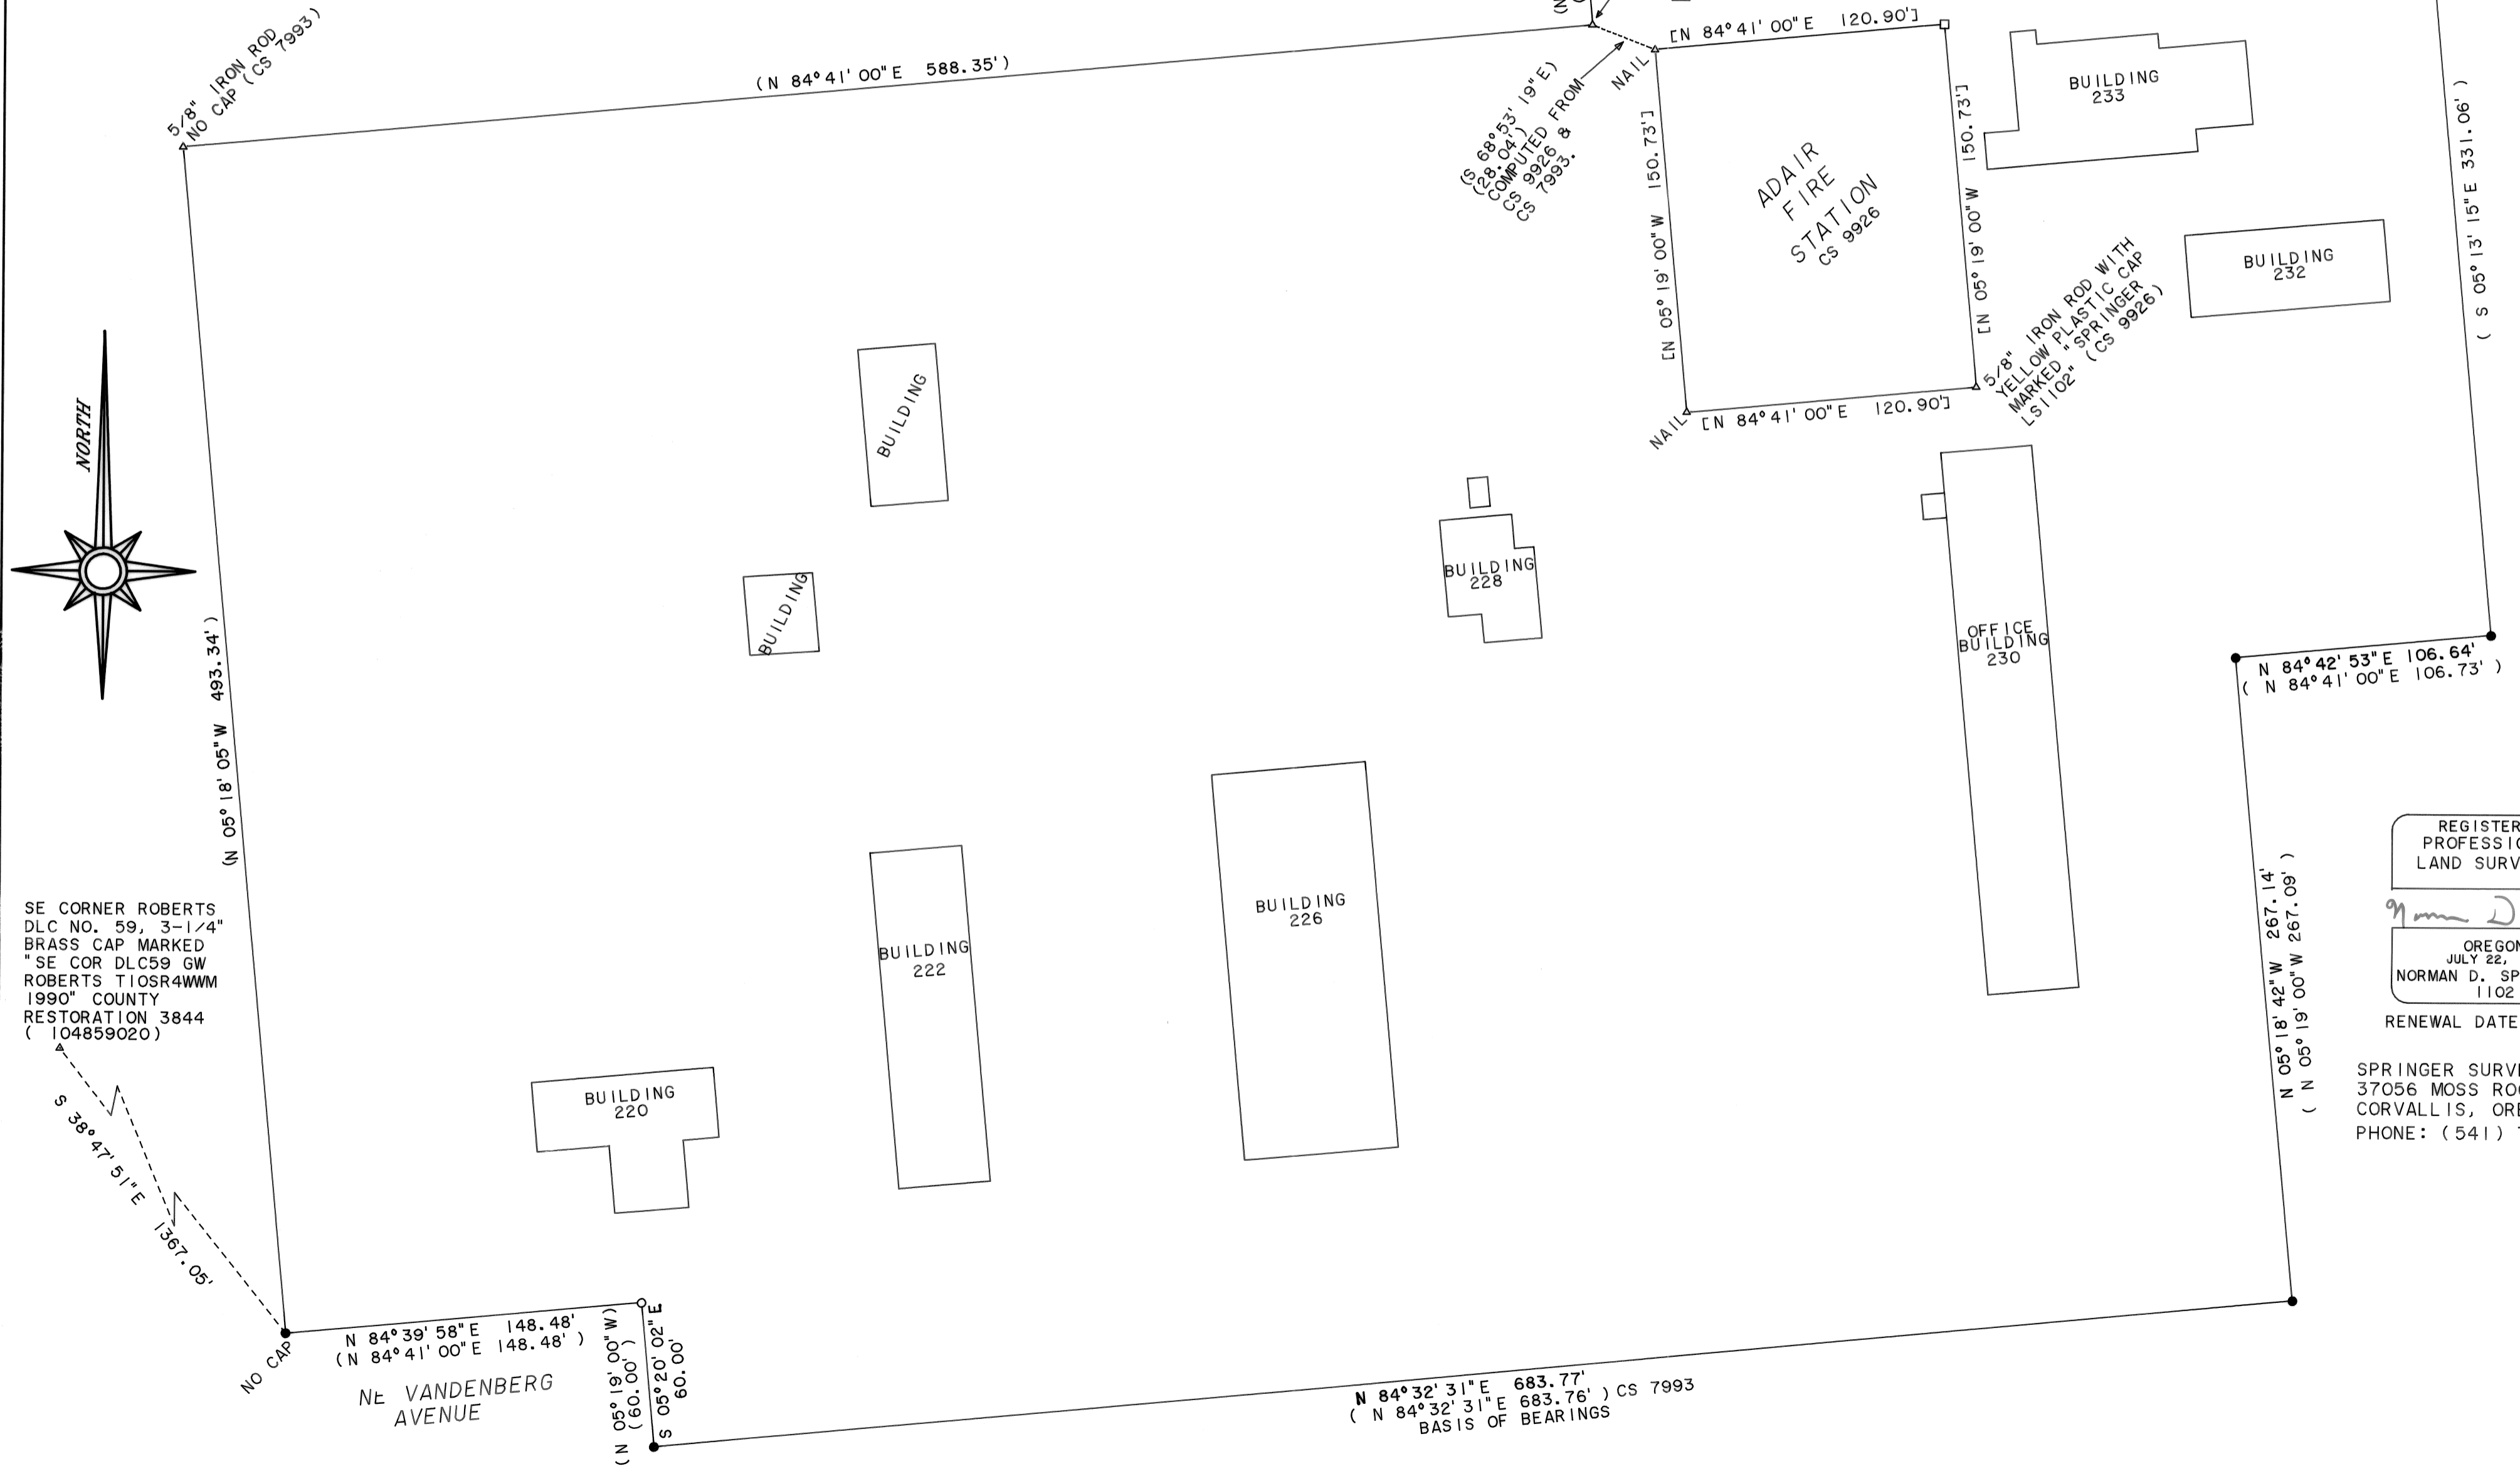 5/8" IRON ROD
NO CAP (CS 7993)
(N 84°41'00"E 588.35')
(N
(S 68°53'19"E)
(28.04')
COMPUTED FROM
CS 9926 &
CS 7993.
NAIL
[N 84°41'00"E 120.90']
[N 05°19'00"W 150.73']
ADAIR
FIRE
STATION
CS 9926
[N 05°19'00"W 150.73']
BUILDING
233
BUILDING
232
( S 05°13'15"E 331.06' )
NAIL
[N 84°41'00"E 120.90']
5/8" IRON ROD WITH
YELLOW PLASTIC CAP
MARKED "SPRINGER
LS1102" (CS 9926)
NORTH
BUILDING
BUILDING
BUILDING
228
OFFICE
BUILDING
230
N 84°42'53"E 106.64'
( N 84°41'00"E 106.73' )
(N 05°18'05"W 493.34')
BUILDING
226
BUILDING
222
BUILDING
220
N 05°18'42"W 267.14'
( N 05°19'00"W 267.09' )
REGISTER
PROFESSIO
LAND SURV
OREGON
JULY 22,
NORMAN D. SP
1102
RENEWAL DATE
SPRINGER SURVE
37056 MOSS ROC
CORVALLIS, ORE
PHONE: (541) 7
SE CORNER ROBERTS
DLC NO. 59, 3-1/4"
BRASS CAP MARKED
"SE COR DLC59 GW
ROBERTS T10SR4WWM
1990" COUNTY
RESTORATION 3844
( 104859020)
S 38°47'51"E 1367.05'
NO CAP
N 84°39'58"E 148.48'
(N 84°41'00"E 148.48' )
NE VANDENBERG
AVENUE
(N 05°19'00"W)
(60.00' )
S 05°20'02"E
60.00'
N 84°32'31"E 683.77'
( N 84°32'31"E 683.76' ) CS 7993
BASIS OF BEARINGS